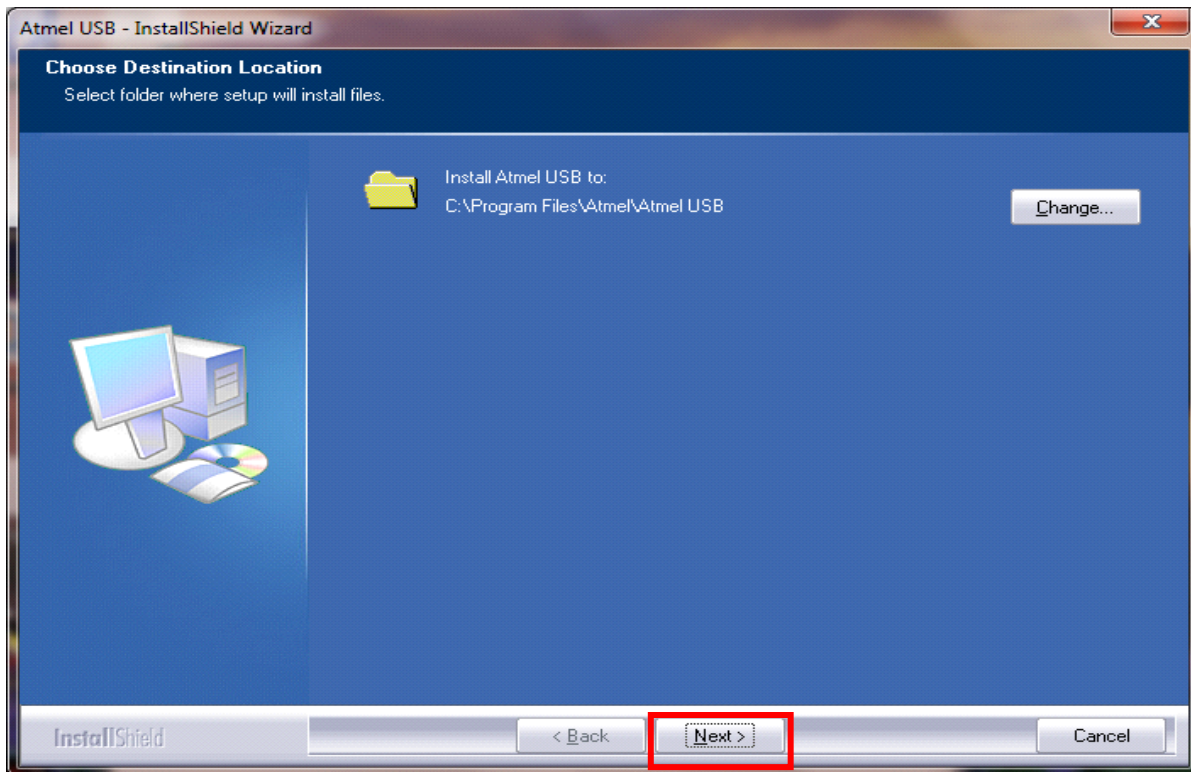 Atmel USB - InstallShield Wizard
Choose Destination Location
Select folder where setup will install files.
Install Atmel USB to:
C:\Program Files\Atmel\Atmel USB
Change...
InstallShield
< Back
Next >
Cancel